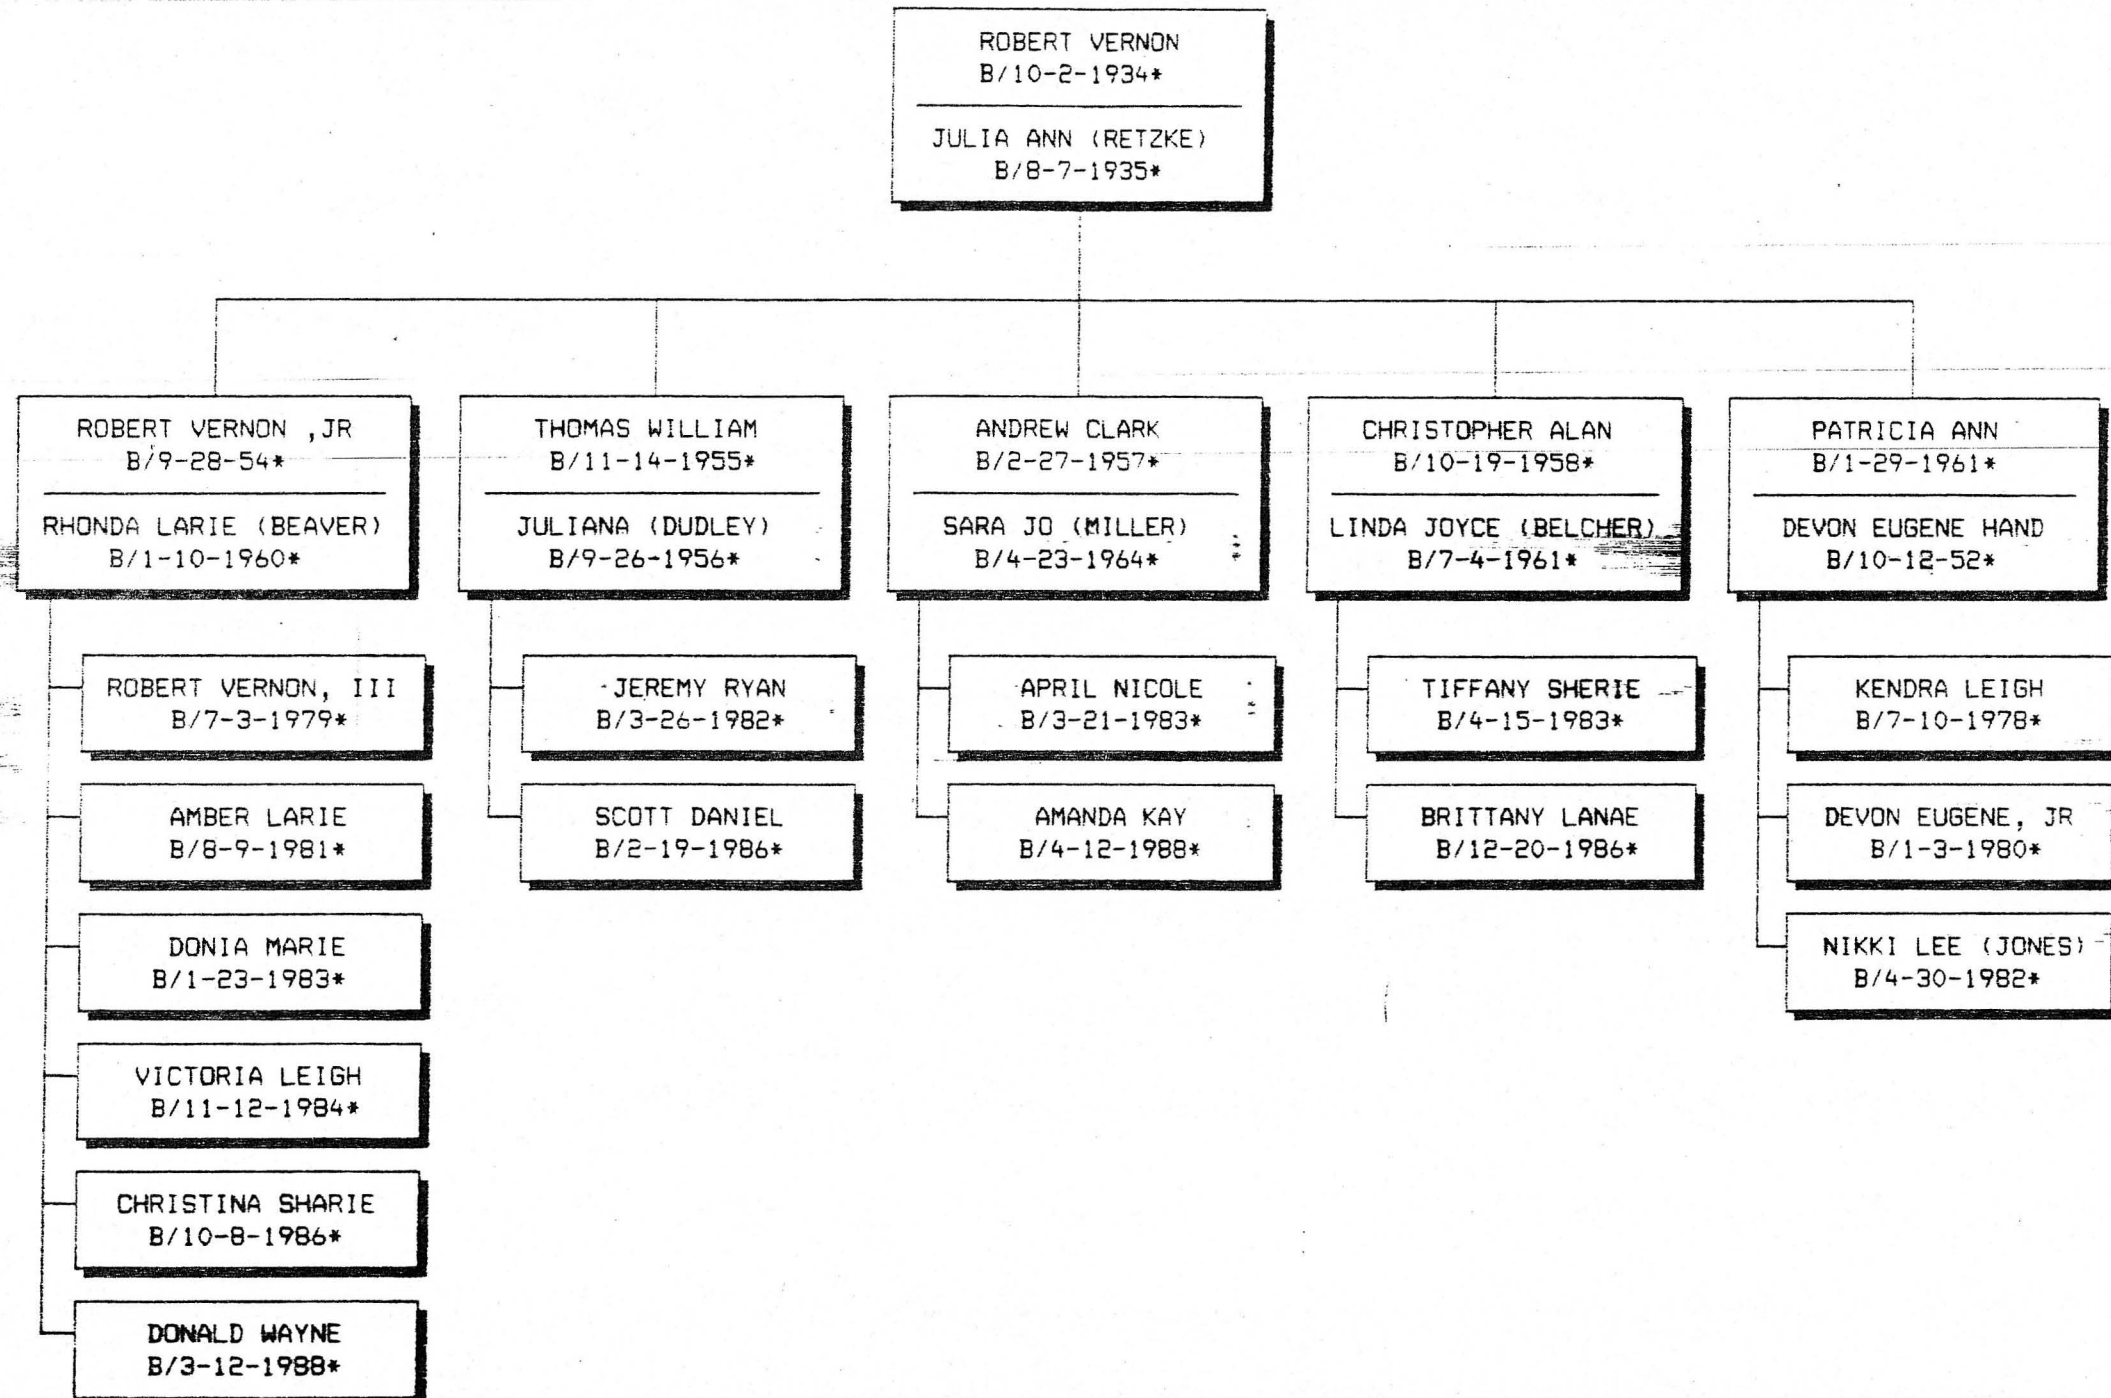 ROBERT VERNON
B/10-2-1934*
JULIA ANN (RETZKE)
B/8-7-1935*
ROBERT VERNON ,JR
B/9-28-54*
RHONDA LARIE (BEAVER)
B/1-10-1960*
ROBERT VERNON, III
B/7-3-1979*
AMBER LARIE
B/8-9-1981*
DONIA MARIE
B/1-23-1983*
VICTORIA LEIGH
B/11-12-1984*
CHRISTINA SHARIE
B/10-8-1986*
DONALD WAYNE
B/3-12-1988*
THOMAS WILLIAM
B/11-14-1955*
JULIANA (DUDLEY)
B/9-26-1956*
JEREMY RYAN
B/3-26-1982*
SCOTT DANIEL
B/2-19-1986*
ANDREW CLARK
B/2-27-1957*
SARA JO (MILLER)
B/4-23-1964*
APRIL NICOLE
B/3-21-1983*
AMANDA KAY
B/4-12-1988*
CHRISTOPHER ALAN
B/10-19-1958*
LINDA JOYCE (BELCHER)
B/7-4-1961*
TIFFANY SHERIE
B/4-15-1983*
BRITTANY LANAE
B/12-20-1986*
PATRICIA ANN
B/1-29-1961*
DEVON EUGENE HAND
B/10-12-52*
KENDRA LEIGH
B/7-10-1978*
DEVON EUGENE, JR
B/1-3-1980*
NIKKI LEE (JONES)
B/4-30-1982*